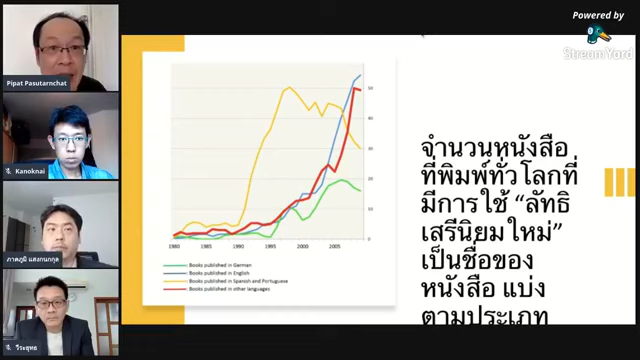 Powered by
StreamYard
Pipat Pasutarnchat
Kanoknai
ภาคภูมิ แสงกนกกุล
วีระยุทธ
50
40
30
20
10
0
1980
1985
1990
1995
2000
2005
Books published in German
Books published in English
Books published in Spanish and Portuguese
Books published in other languages
จำนวนหนังสือ
ที่พิมพ์ทั่วโลกที่
มีการใช้ “ลัทธิ
เสรีนิยมใหม่”
เป็นชื่อของ
หนังสือ แบ่ง
ตามประเภท